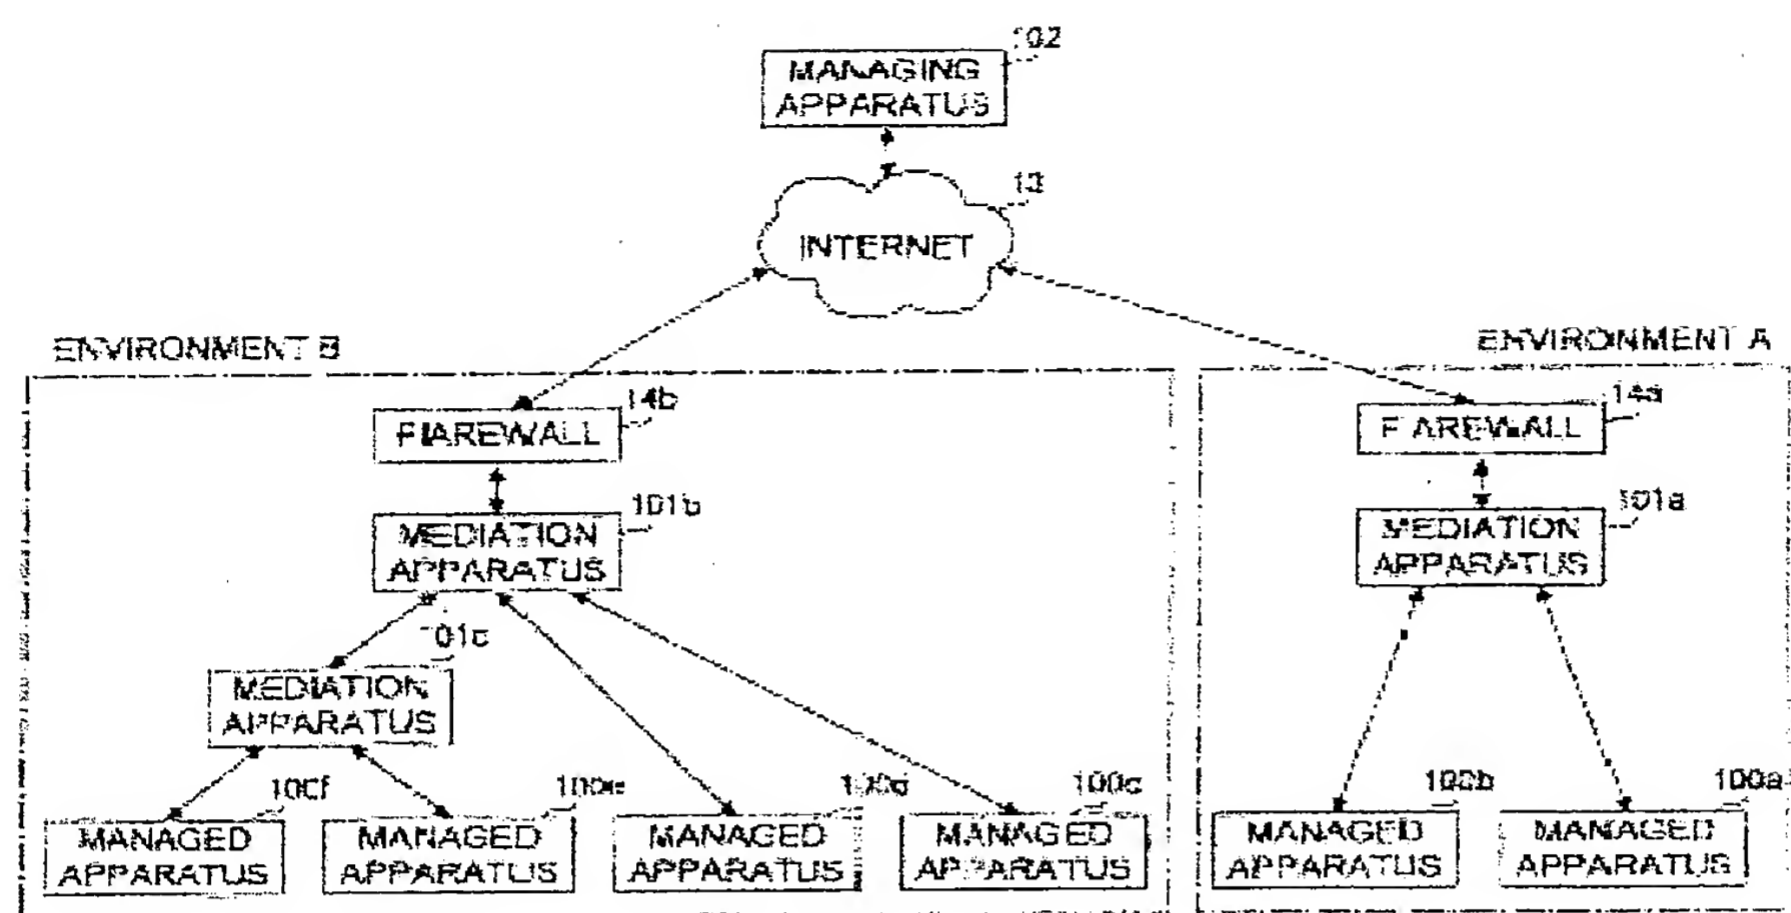 102
MANAGING
APPARATUS
13
INTERNET
ENVIRONMENT B
ENVIRONMENT A
14b
FIAREWALL
14a
FIAREWALL
101b
MEDIATION
APPARATUS
101a
MEDIATION
APPARATUS
101c
MEDIATION
APPARATUS
100f
MANAGED
APPARATUS
100e
MANAGED
APPARATUS
100d
MANAGED
APPARATUS
100c
MANAGED
APPARATUS
100b
MANAGED
APPARATUS
100a
MANAGED
APPARATUS